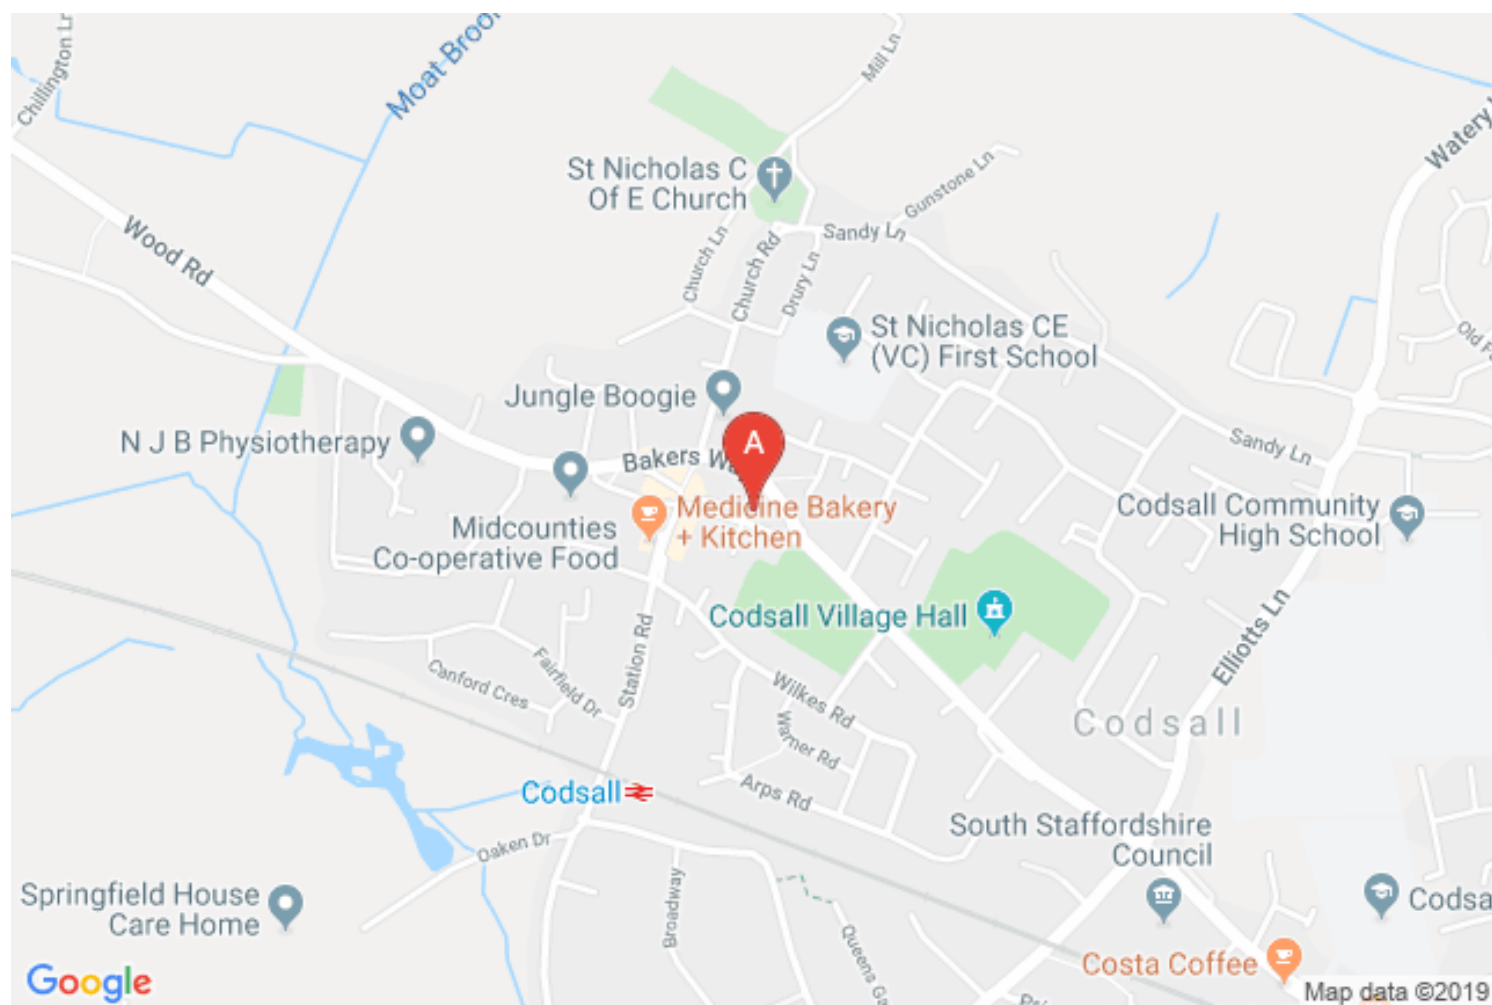 Chillington Ln
Moat Brook
Mill Ln
Watery
St Nicholas C
Of E Church
Gunstone Ln
Sandy Ln
Wood Rd
Church Ln
Church Rd
Drury Ln
St Nicholas CE
(VC) First School
Old
Jungle Boogie
A
N J B Physiotherapy
Bakers
Sandy Ln
Medicine Bakery
+ Kitchen
Codsall Community
High School
Midcounties
Co-operative Food
Codsall Village Hall
Elliotts Ln
Station Rd
Fairfield Dr
Canford Cres
Wilkes Rd
Warner Rd
Codsall
Codsall
Arps Rd
South Staffordshire
Council
Oaken Dr
Springfield House
Care Home
Broadway
Queens
Codsa
Costa Coffee
Google
Map data ©2019